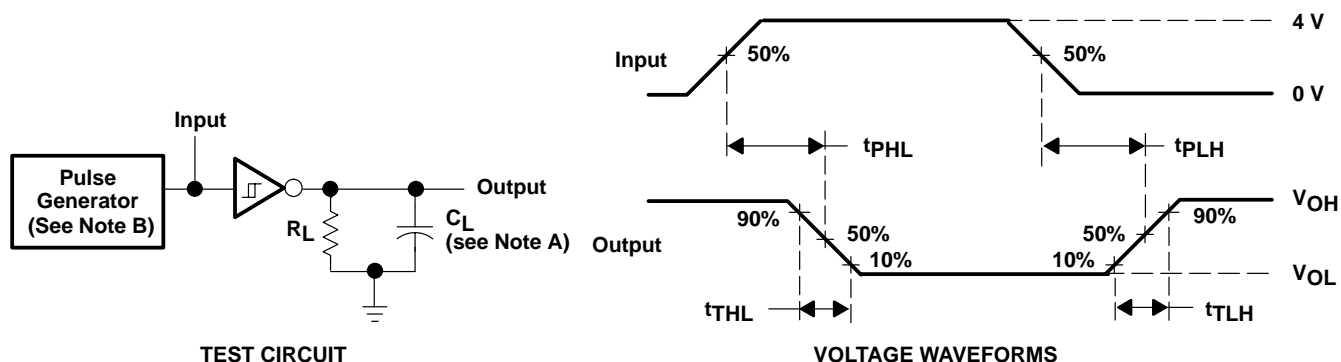 Input
Pulse
Generator
(See Note B)
RL
CL
(see Note A)
Output
TEST CIRCUIT
Input
50%
50%
4 V
0 V
tPHL
tPLH
Output
90%
50%
10%
10%
50%
90%
VOH
VOL
tTHL
tTLH
VOLTAGE WAVEFORMS